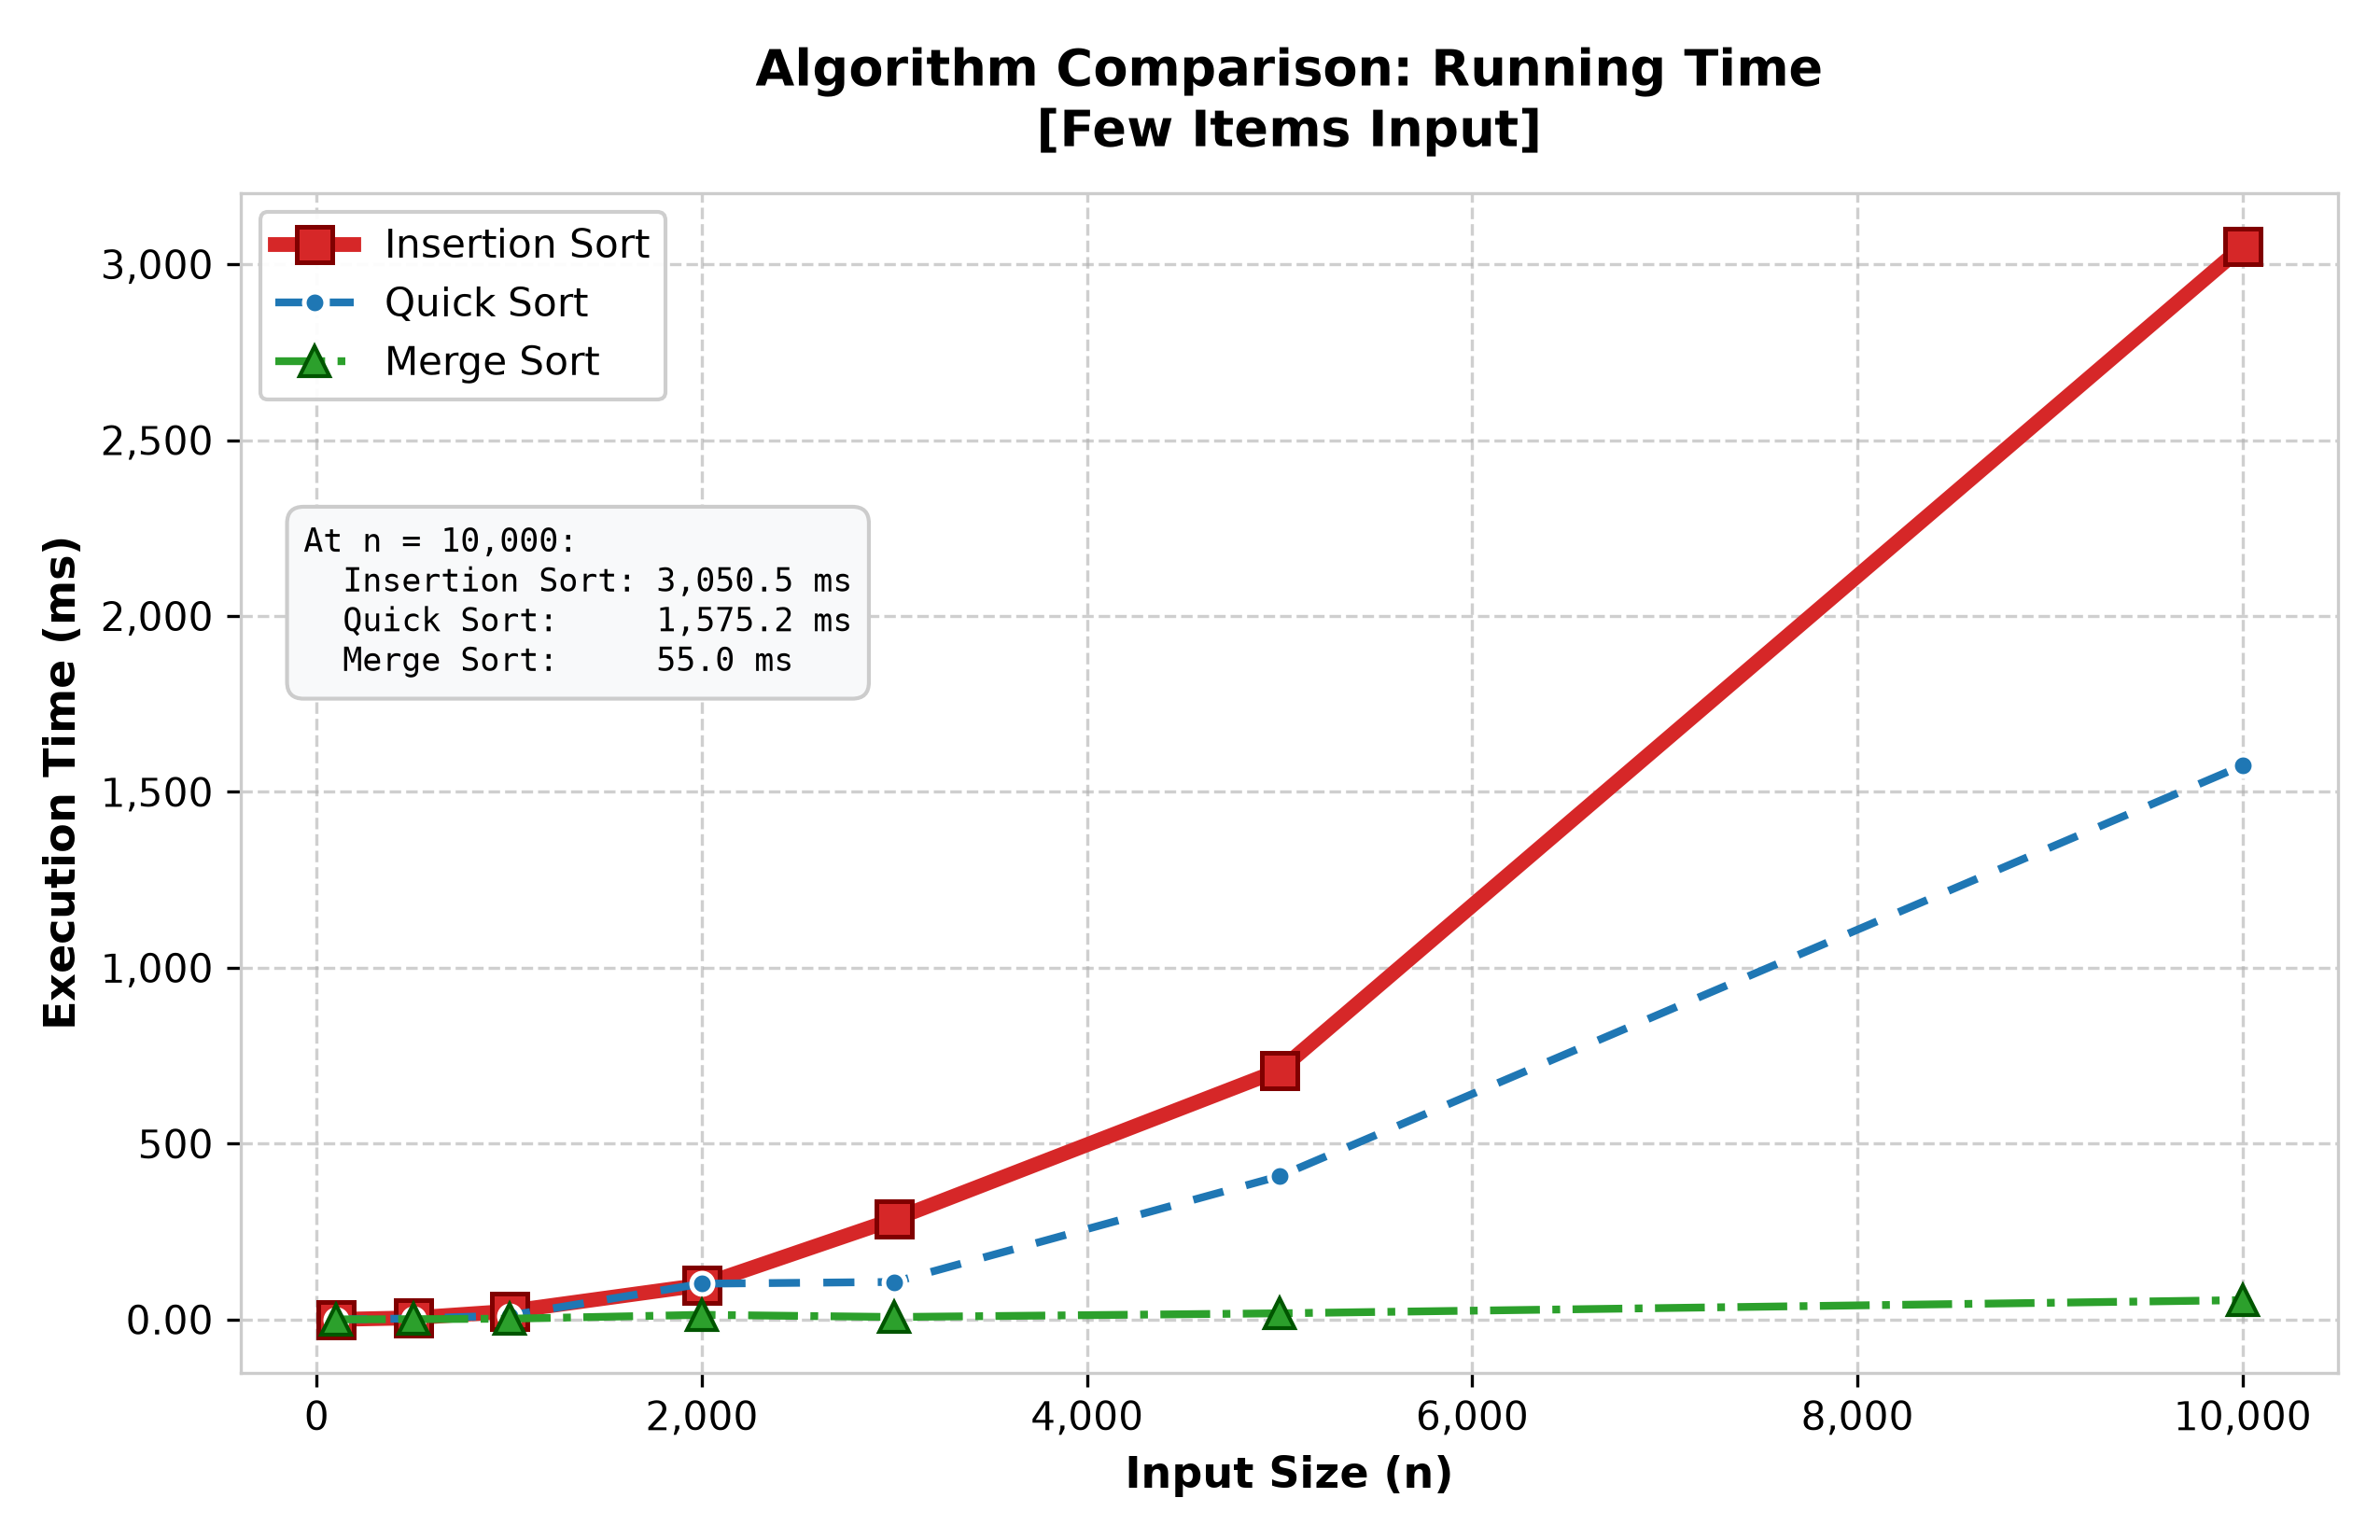 Algorithm Comparison: Running Time
[Few Items Input]
Insertion Sort
Quick Sort
Merge Sort
At n = 10,000:
Insertion Sort: 3,050.5 ms
Quick Sort: 1,575.2 ms
Merge Sort: 55.0 ms
Execution Time (ms)
3,000
2,500
2,000
1,500
1,000
500
0.00
0
2,000
4,000
6,000
8,000
10,000
Input Size (n)